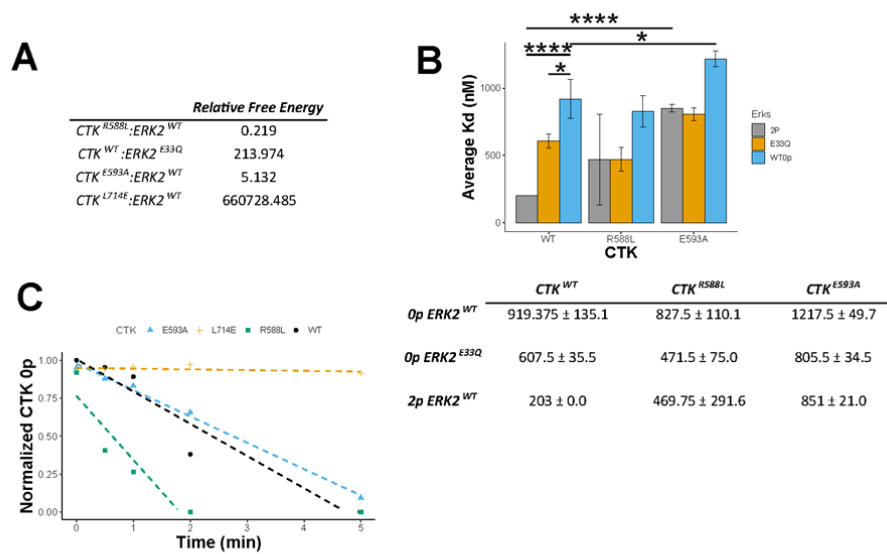 A
Relative Free Energy
CTK R588L:ERK2 WT 0.219
CTK WT:ERK2 E33Q 213.974
CTK E593A:ERK2 WT 5.132
CTK L714E:ERK2 WT 660728.485
B
****
****
*
*
Average Kd (nM)
1000
500
0
WT R588L E593A
CTK
Erks
2P
E33Q
WT0p
CTK WT CTK R588L CTK E593A
0p ERK2 WT 919.375 ± 135.1 827.5 ± 110.1 1217.5 ± 49.7
0p ERK2 E33Q 607.5 ± 35.5 471.5 ± 75.0 805.5 ± 34.5
2p ERK2 WT 203 ± 0.0 469.75 ± 291.6 851 ± 21.0
C
CTK E593A L714E R588L WT
Normalized CTK 0p
1.00
0.75
0.50
0.25
0.00
0 1 2 3 4 5
Time (min)